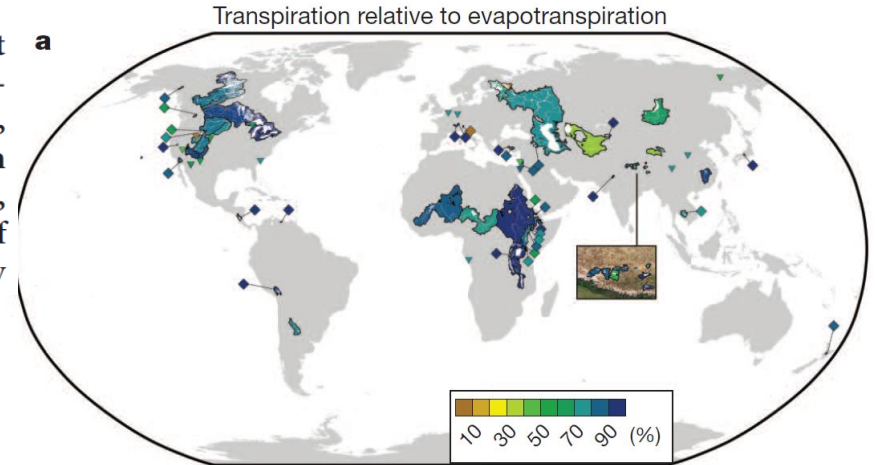 Transpiration relative to evapotranspiration
a
t
-
,
n
,
f
y
10 30 50 70 90 (%)